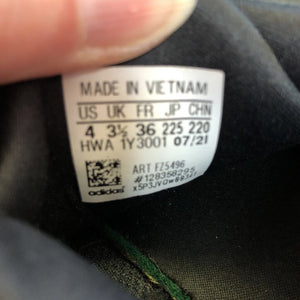 MADE IN VIETNAM
US UK FR JP CHN
4 3½ 36 225 220
HWA 1Y3001 07/21
ART FZ5496
#128358295
adidas